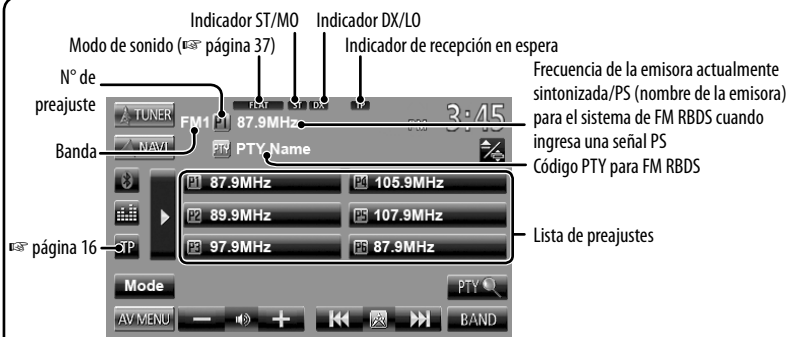 Indicador ST/MO
Indicador DX/LO
Modo de sonido (☞ página 37)
Indicador de recepción en espera
N° de preajuste
Frecuencia de la emisora actualmente
sintonizada/PS (nombre de la emisora)
para el sistema de FM RBDS cuando
ingresa una señal PS
Código PTY para FM RBDS
Banda
☞ página 16
Lista de preajustes
TUNER
FLAT
ST
DX
TP
FM1
P1
87.9MHz
FM
3:45
NAVI
PTY
PTY Name
P1 87.9MHz
P4 105.9MHz
P2 89.9MHz
P5 107.9MHz
TP
P3 97.9MHz
P6 87.9MHz
Mode
PTY
AV MENU
BAND